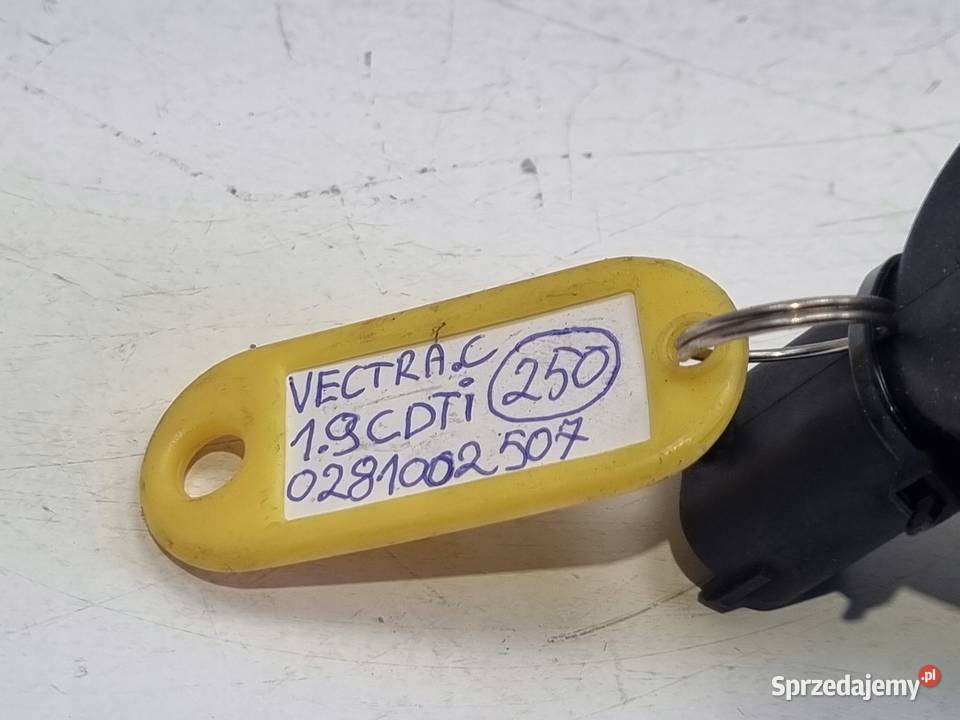 VECTRA.C
1.9CDTi 250
0281002507
Sprzedajemy.pl